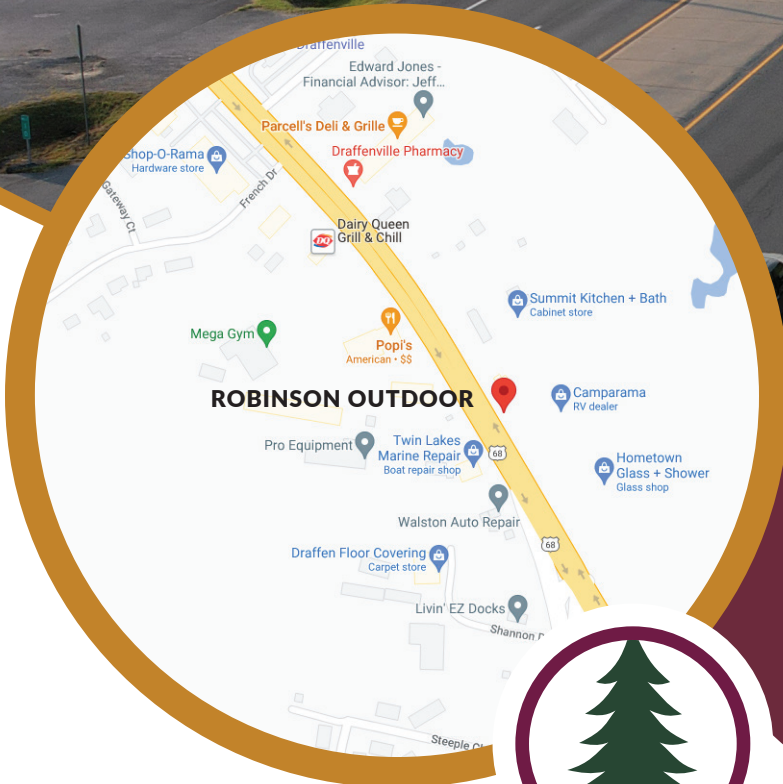 Draffenville
Edward Jones -
Financial Advisor: Jeff...
Parcell's Deli & Grille
Draffenville Pharmacy
Shop-O-Rama
Hardware store
French Dr
Gateway Ct
Dairy Queen
Grill & Chill
DQ
Summit Kitchen + Bath
Cabinet store
Mega Gym
Popi's
American • $$
ROBINSON OUTDOOR
Camparama
RV dealer
Pro Equipment
Twin Lakes
Marine Repair
Boat repair shop
68
Hometown
Glass + Shower
Glass shop
Walston Auto Repair
68
Draffen Floor Covering
Carpet store
Livin' EZ Docks
Shannon D
Steeple C